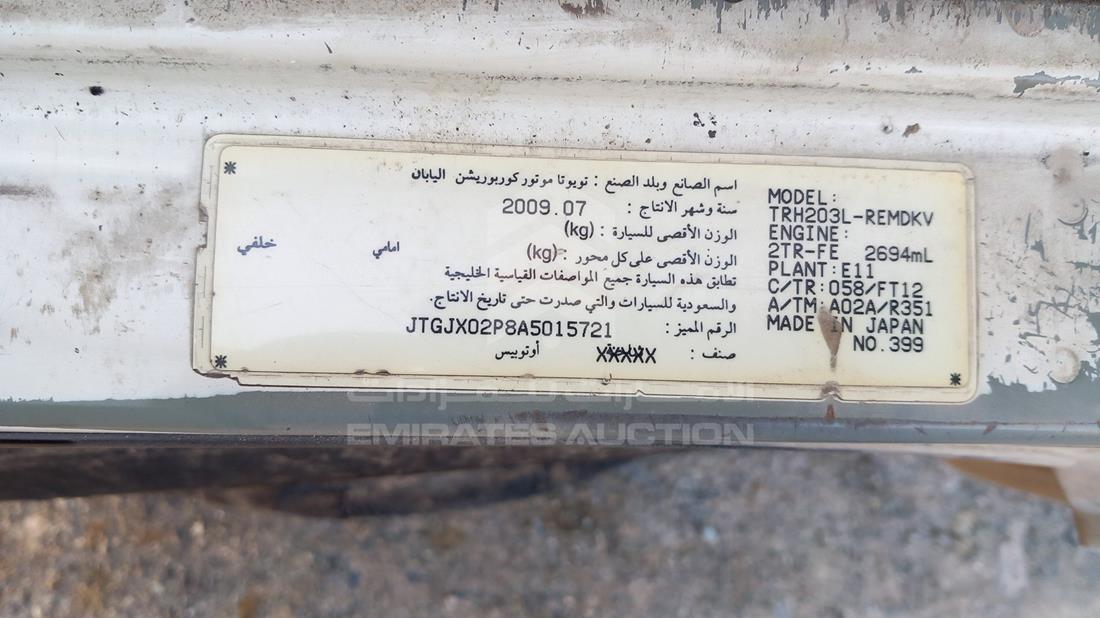 اسم الصانع وبلد الصنع : تويوتا موتور كوربوريشن اليابان
سنة وشهر الانتاج : 2009.07
الوزن الأقصى للسيارة : (kg)
الوزن الأقصى على كل محور : (kg) امامي خلفي
تطابق هذه السيارة جميع المواصفات القياسية الخليجية
والسعودية للسيارات والتي صدرت حتى تاريخ الانتاج.
الرقم المميز : JTGJX02P8A5015721
صنف : XXXXX أوتوبيس
MODEL:
TRH203L-REMDKV
ENGINE:
2TR-FE 2694mL
PLANT:E11
C/TR:058/FT12
A/TM:A02A/R351
MADE IN JAPAN
NO.399
الإمارات للمزادات
EMIRATES AUCTION